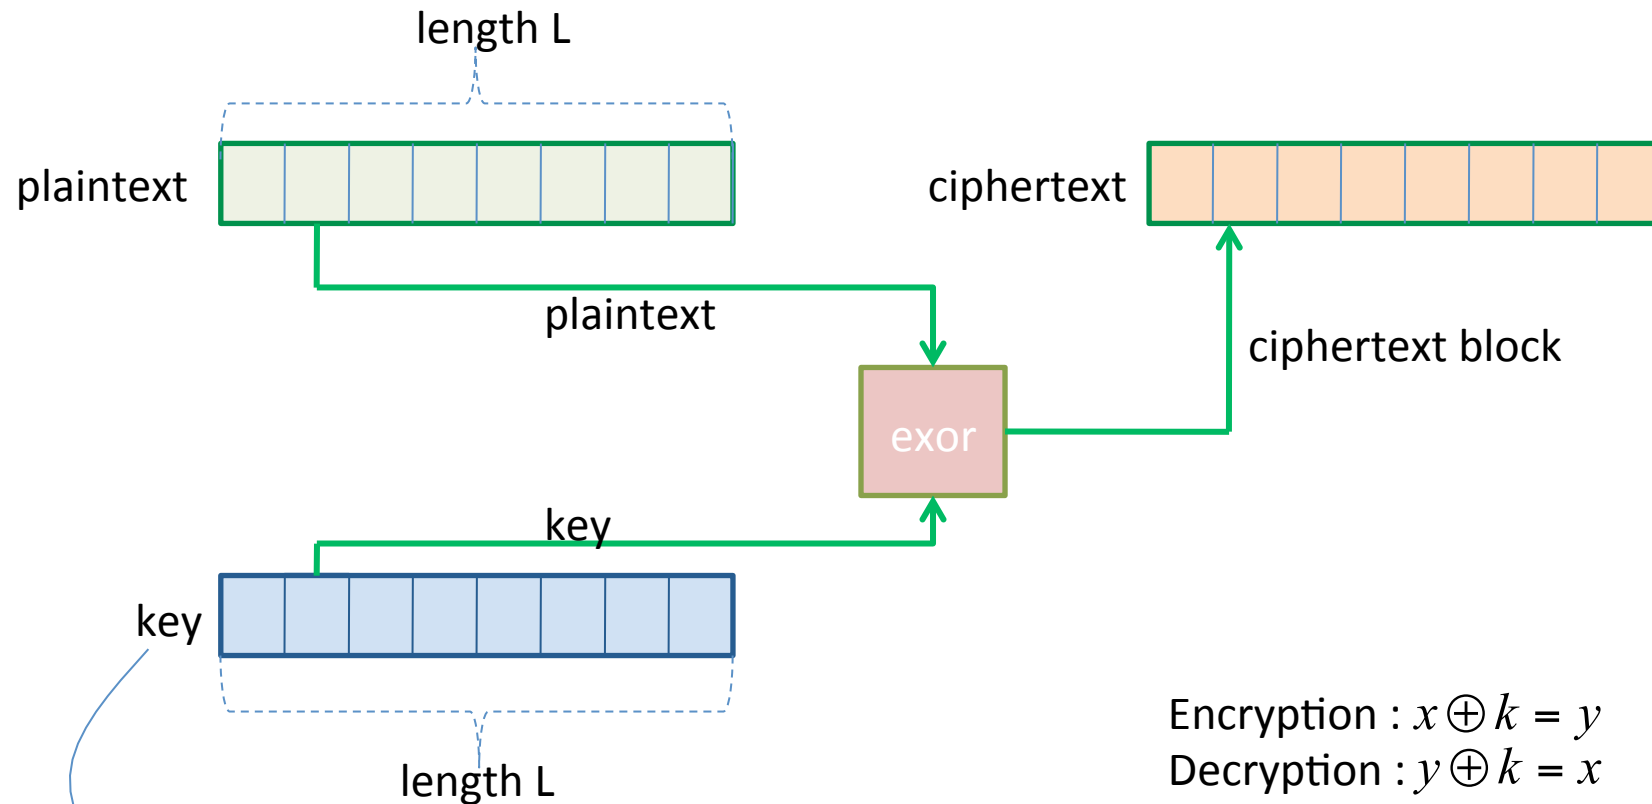 length L
plaintext
ciphertext
plaintext
ciphertext block
exor
key
key
length L
Encryption : x ⊕ k = y
Decryption : y ⊕ k = x